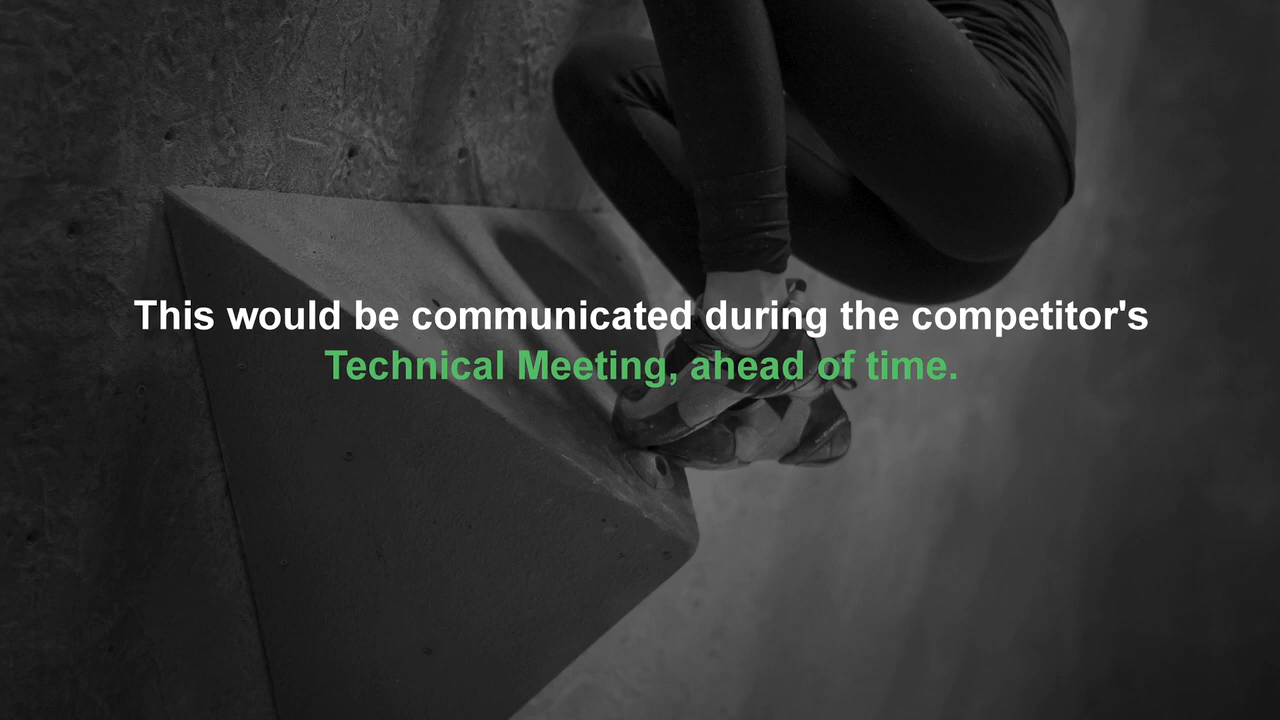 This would be communicated during the competitor's
Technical Meeting, ahead of time.